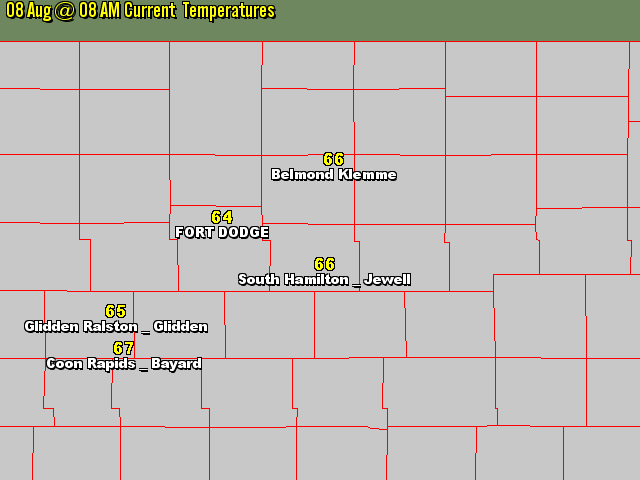 08 Aug @ 08 AM Current Temperatures
66
Belmond Klemme
64
FORT DODGE
66
South Hamilton _ Jewell
65
Glidden Ralston _ Glidden
67
Coon Rapids _ Bayard